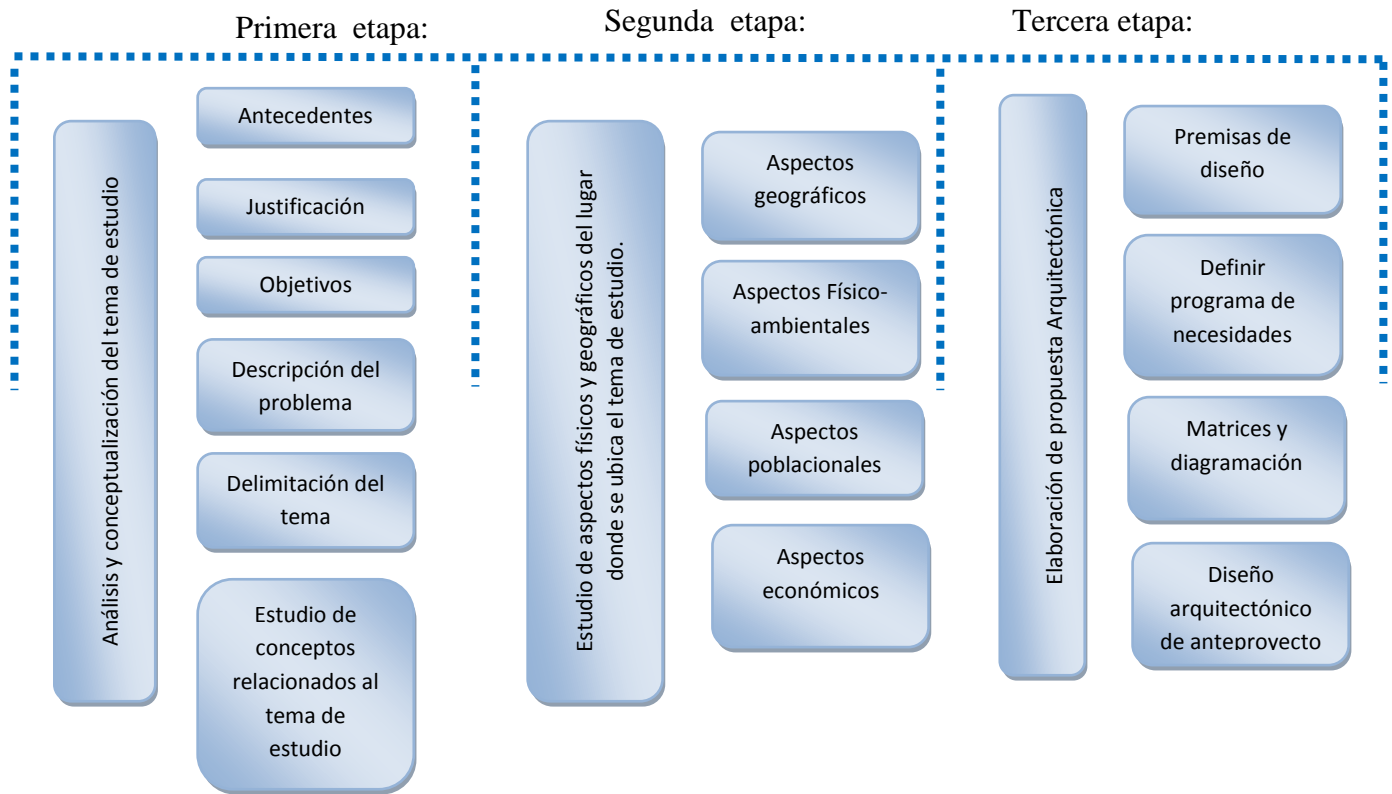 Primera etapa:
Segunda etapa:
Tercera etapa:
Análisis y conceptualización del tema de estudio
Antecedentes
Justificación
Objetivos
Descripción del
problema
Delimitación del
tema
Estudio de
conceptos
relacionados al
tema de
estudio
Estudio de aspectos físicos y geográficos del lugar
donde se ubica el tema de estudio.
Aspectos
geográficos
Aspectos Físico-
ambientales
Aspectos
poblacionales
Aspectos
económicos
Elaboración de propuesta Arquitectónica
Premisas de
diseño
Definir
programa de
necesidades
Matrices y
diagramación
Diseño
arquitectónico
de anteproyecto